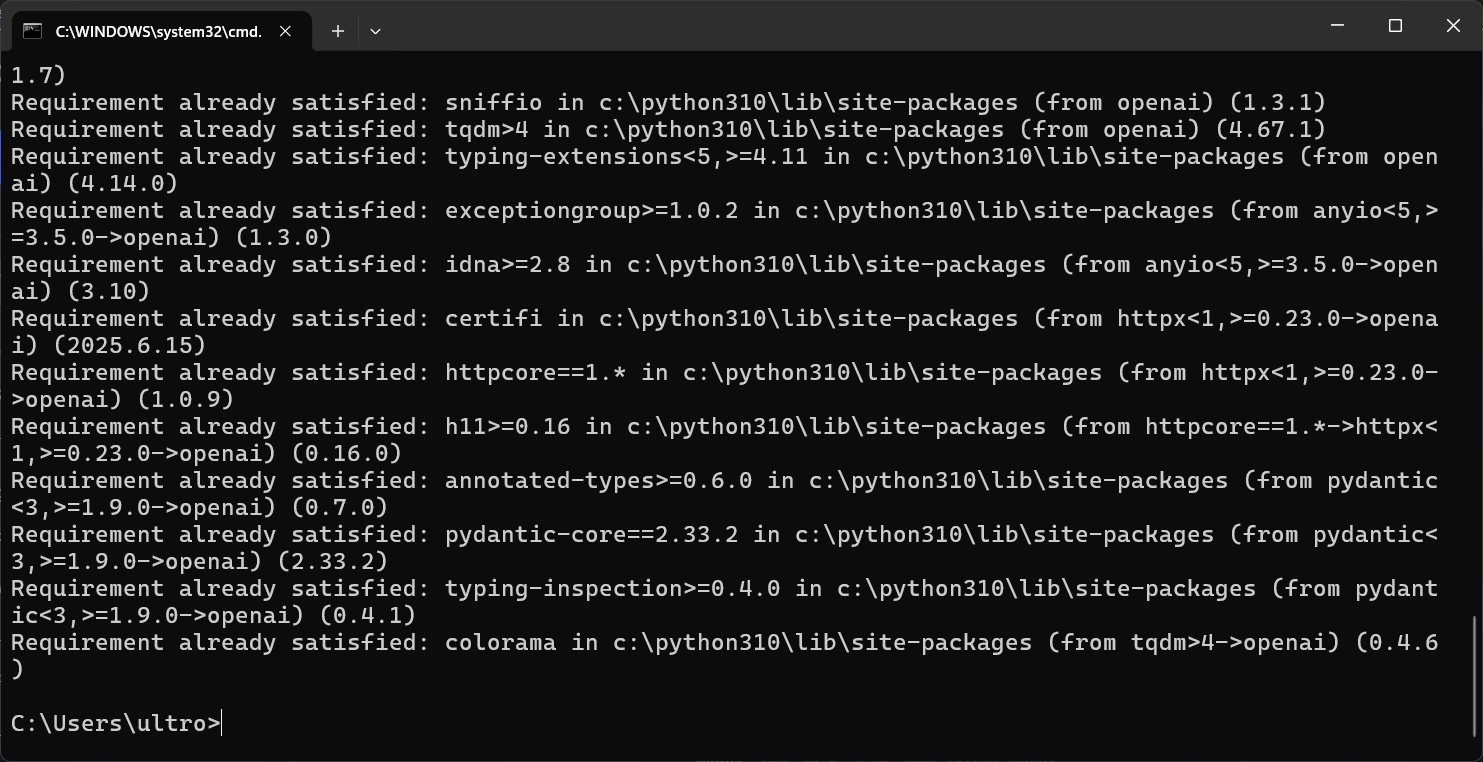 C:\WINDOWS\system32\cmd.
1.7)
Requirement already satisfied: sniffio in c:\python310\lib\site-packages (from openai) (1.3.1)
Requirement already satisfied: tqdm>4 in c:\python310\lib\site-packages (from openai) (4.67.1)
Requirement already satisfied: typing-extensions<5,>=4.11 in c:\python310\lib\site-packages (from open
ai) (4.14.0)
Requirement already satisfied: exceptiongroup>=1.0.2 in c:\python310\lib\site-packages (from anyio<5,>
=3.5.0->openai) (1.3.0)
Requirement already satisfied: idna>=2.8 in c:\python310\lib\site-packages (from anyio<5,>=3.5.0->open
ai) (3.10)
Requirement already satisfied: certifi in c:\python310\lib\site-packages (from httpx<1,>=0.23.0->opena
i) (2025.6.15)
Requirement already satisfied: httpcore==1.* in c:\python310\lib\site-packages (from httpx<1,>=0.23.0-
>openai) (1.0.9)
Requirement already satisfied: h11>=0.16 in c:\python310\lib\site-packages (from httpcore==1.*->httpx<
1,>=0.23.0->openai) (0.16.0)
Requirement already satisfied: annotated-types>=0.6.0 in c:\python310\lib\site-packages (from pydantic
<3,>=1.9.0->openai) (0.7.0)
Requirement already satisfied: pydantic-core==2.33.2 in c:\python310\lib\site-packages (from pydantic<
3,>=1.9.0->openai) (2.33.2)
Requirement already satisfied: typing-inspection>=0.4.0 in c:\python310\lib\site-packages (from pydant
ic<3,>=1.9.0->openai) (0.4.1)
Requirement already satisfied: colorama in c:\python310\lib\site-packages (from tqdm>4->openai) (0.4.6
)
C:\Users\ultro>